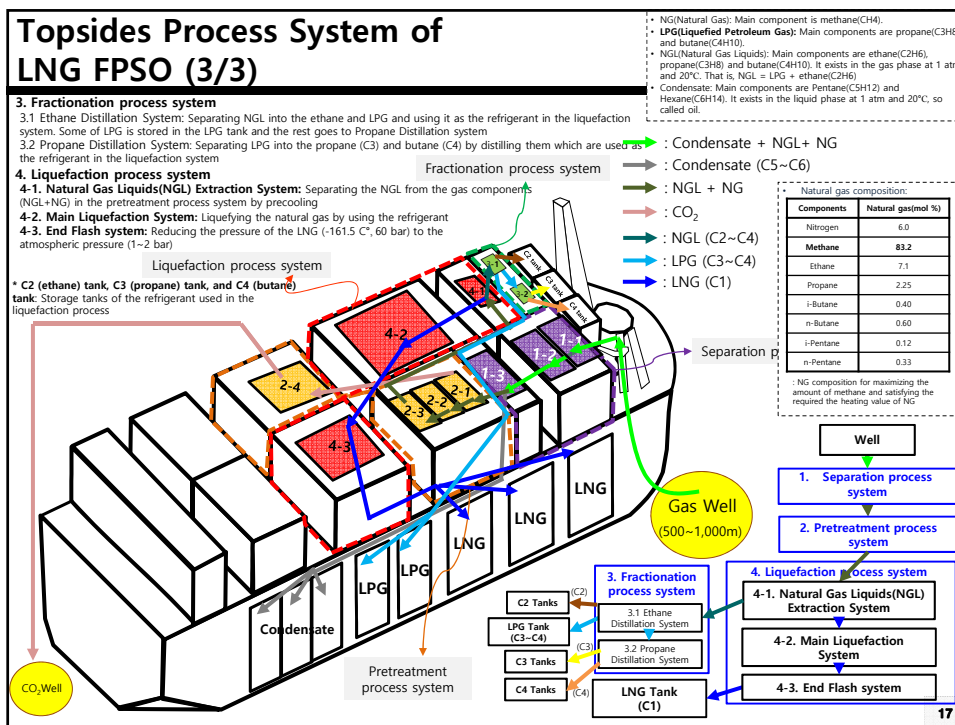 Topsides Process System of
LNG FPSO (3/3)
• NG(Natural Gas): Main component is methane(CH4).
• LPG(Liquefied Petroleum Gas): Main components are propane(C3H8
and butane(C4H10).
• NGL(Natural Gas Liquids): Main components are ethane(C2H6),
propane(C3H8) and butane(C4H10). It exists in the gas phase at 1 atm
and 20℃. That is, NGL = LPG + ethane(C2H6)
• Condensate: Main components are Pentane(C5H12) and
Hexane(C6H14). It exists in the liquid phase at 1 atm and 20℃, so
called oil.
3. Fractionation process system
3.1 Ethane Distillation System: Separating NGL into the ethane and LPG and using it as the refrigerant in the liquefaction
system. Some of LPG is stored in the LPG tank and the rest goes to Propane Distillation system
3.2 Propane Distillation System: Separating LPG into the propane (C3) and butane (C4) by distilling them which are used as
the refrigerant in the liquefaction system
4. Liquefaction process system
4-1. Natural Gas Liquids(NGL) Extraction System: Separating the NGL from the gas components
(NGL+NG) in the pretreatment process system by precooling
4-2. Main Liquefaction System: Liquefying the natural gas by using the refrigerant
4-3. End Flash system: Reducing the pressure of the LNG (-161.5 C°, 60 bar) to the
atmospheric pressure (1~2 bar)
* C2 (ethane) tank, C3 (propane) tank, and C4 (butane)
tank: Storage tanks of the refrigerant used in the
liquefaction process
Fractionation process system
Liquefaction process system
Separation p
Pretreatment
process system
: Condensate + NGL+ NG
: Condensate (C5~C6)
: NGL + NG
: CO2
: NGL (C2~C4)
: LPG (C3~C4)
: LNG (C1)
• Natural gas composition:
Components Natural gas(mol %)
Nitrogen 6.0
Methane 83.2
Ethane 7.1
Propane 2.25
i-Butane 0.40
n-Butane 0.60
i-Pentane 0.12
n-Pentane 0.33
: NG composition for maximizing the
amount of methane and satisfying the
required the heating value of NG
C2 tank
C3 tank
C4 tank
3-1
3-2
4-1
4-2
4-3
1-1
1-2
1-3
2-1
2-2
2-3
2-4
LNG
LNG
LNG
LPG
LPG
Condensate
Gas Well
(500~1,000m)
CO2Well
Well
1. Separation process
system
2. Pretreatment process
system
4. Liquefaction process system
4-1. Natural Gas Liquids(NGL)
Extraction System
4-2. Main Liquefaction
System
4-3. End Flash system
3. Fractionation
process system
3.1 Ethane
Distillation System
3.2 Propane
Distillation System
(C2)
C2 Tanks
LPG Tank
(C3~C4)
(C3)
C3 Tanks
C4 Tanks
(C4)
LNG Tank
(C1)
17